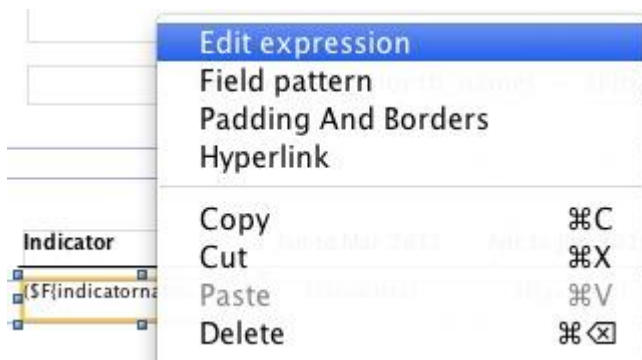 Edit expression
Field pattern
Padding And Borders
Hyperlink
Copy ⌘C
Cut ⌘X
Paste ⌘V
Delete ⌘⌫
Indicator
($F{indicatorna